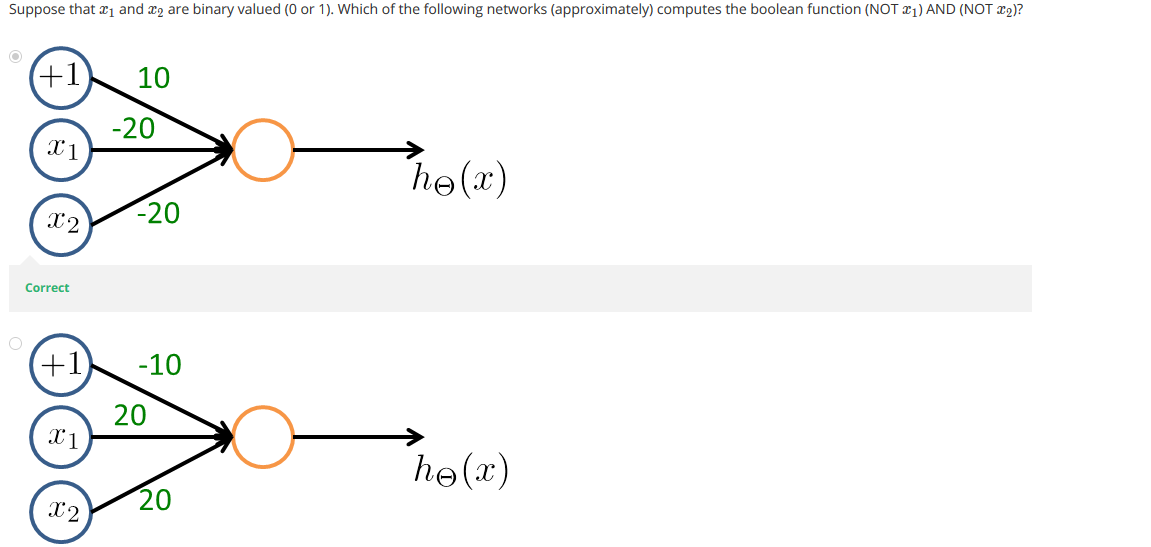 Suppose that x₁ and x₂ are binary valued (0 or 1). Which of the following networks (approximately) computes the boolean function (NOT x₁) AND (NOT x₂)?
+1
10
-20
x₁
hΘ(x)
x₂
-20
Correct
+1
-10
20
x₁
hΘ(x)
x₂
20